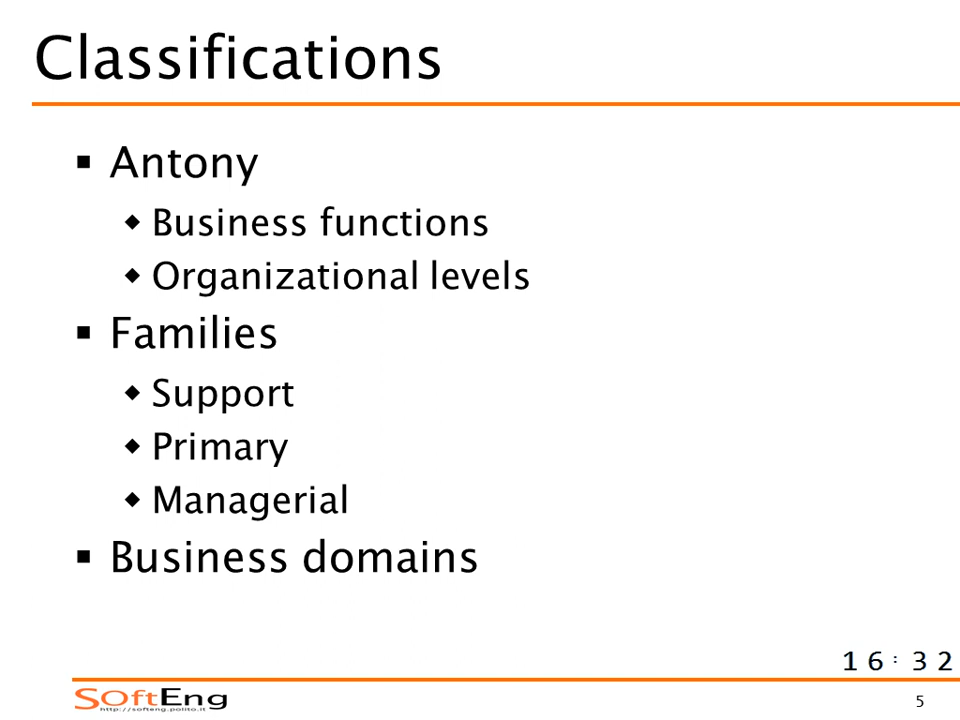 Classifications
▪ Antony
◆ Business functions
◆ Organizational levels
▪ Families
◆ Support
◆ Primary
◆ Managerial
▪ Business domains
16:32
SOftEng
http://softeng.polito.it
5